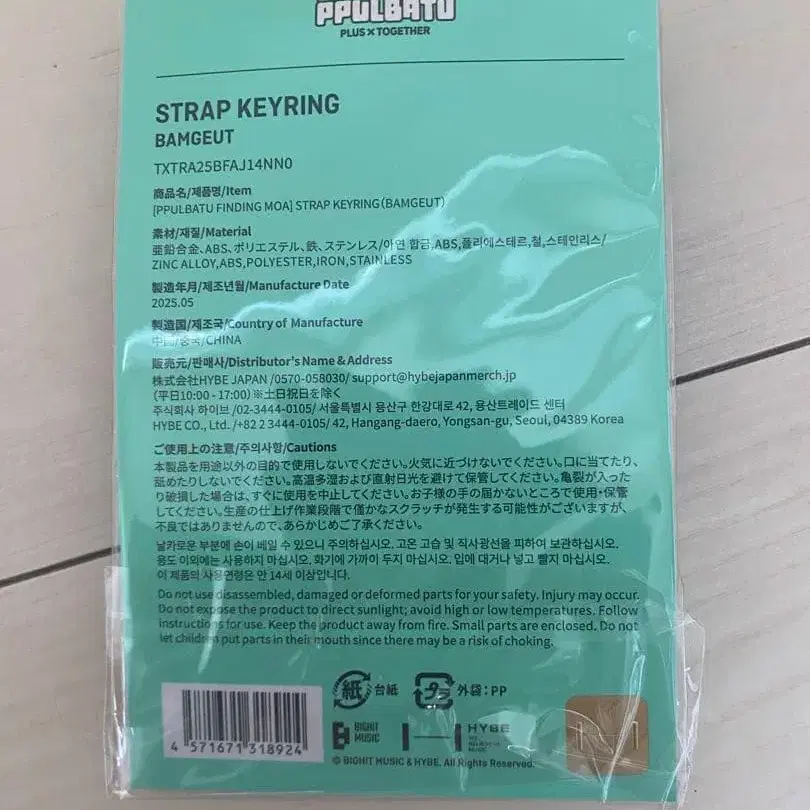 PPULBATU
PLUS×TOGETHER
STRAP KEYRING
BAMGEUT
TXTRA25BFAJ14NN0
商品名/제품명/Item
[PPULBATU FINDING MOA] STRAP KEYRING(BAMGEUT)
素材/재질/Material
亜鉛合金、ABS、ポリエステル、鉄、ステンレス/아연 합금,ABS,폴리에스테르,철,스테인리스/
ZINC ALLOY,ABS,POLYESTER,IRON,STAINLESS
製造年月/제조년월/Manufacture Date
2025.05
製造国/제조국/Country of Manufacture
中国/중국/CHINA
販売元/판매사/Distributor's Name & Address
株式会社HYBE JAPAN /0570-058030/ support@hybejapanmerch.jp
(平日10:00 - 17:00)※土日祝日を除く
주식회사 하이브 /02-3444-0105/ 서울특별시 용산구 한강대로 42, 용산트레이드 센터
HYBE CO., Ltd. /+82 2 3444-0105/ 42, Hangang-daero, Yongsan-gu, Seoul, 04389 Korea
ご使用上の注意/주의사항/Cautions
本製品を用途以外の目的で使用しないでください。火気に近づけないでください。口に当てたり、
舐めたりしないでください。高温多湿および直射日光を避けて保管してください。亀裂が入った
り破損した場合は、すぐに使用を中止してください。お子様の手の届かないところで使用・保管
してください。生産の仕上げ作業段階で僅かなスクラッチが発生する可能性がございますが、
不良ではありませんので、あらかじめご了承ください。
날카로운 부분에 손이 베일 수 있으니 주의하십시오. 고온 고습 및 직사광선을 피하여 보관하십시오.
용도 이외에는 사용하지 마십시오. 화기에 가까이 두지 마십시오. 입에 대거나 넣고 빨지 마십시오.
이 제품의 사용연령은 만 14세 이상입니다.
Do not use disassembled, damaged or deformed parts for your safety. Injury may occur.
Do not expose the product to direct sunlight; avoid high or low temperatures. Follow
instructions for use. Keep the product away from fire. Small parts are enclosed. Do not
let children put parts in their mouth since there may be a risk of choking.
紙 台紙
プラ 外袋:PP
4 571671 318924
BIGHIT
MUSIC
HYBE
© BIGHIT MUSIC & HYBE. All Rights Reserved.